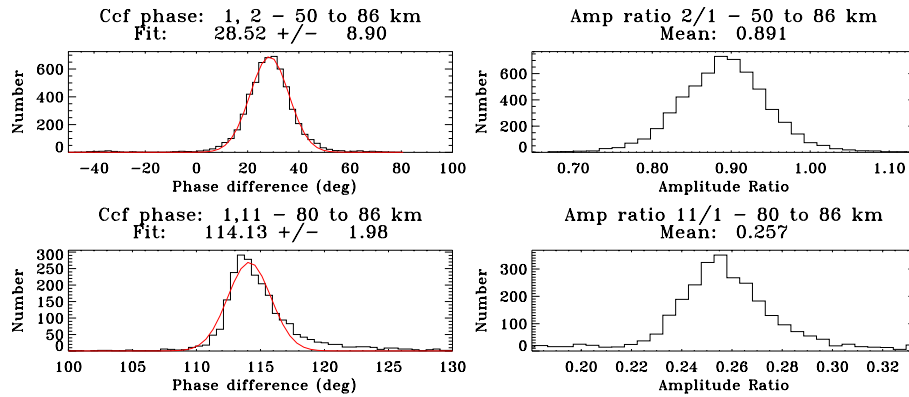 Ccf phase: 1, 2 - 50 to 86 km
Fit: 28.52 +/- 8.90
Number
600
400
200
0
-40 -20 0 20 40 60 80 100
Phase difference (deg)
Amp ratio 2/1 - 50 to 86 km
Mean: 0.891
Number
600
400
200
0
0.70 0.80 0.90 1.00 1.10
Amplitude Ratio
Ccf phase: 1,11 - 80 to 86 km
Fit: 114.13 +/- 1.98
Number
300
250
200
150
100
50
0
100 105 110 115 120 125 130
Phase difference (deg)
Amp ratio 11/1 - 80 to 86 km
Mean: 0.257
Number
300
200
100
0
0.20 0.22 0.24 0.26 0.28 0.30 0.32
Amplitude Ratio